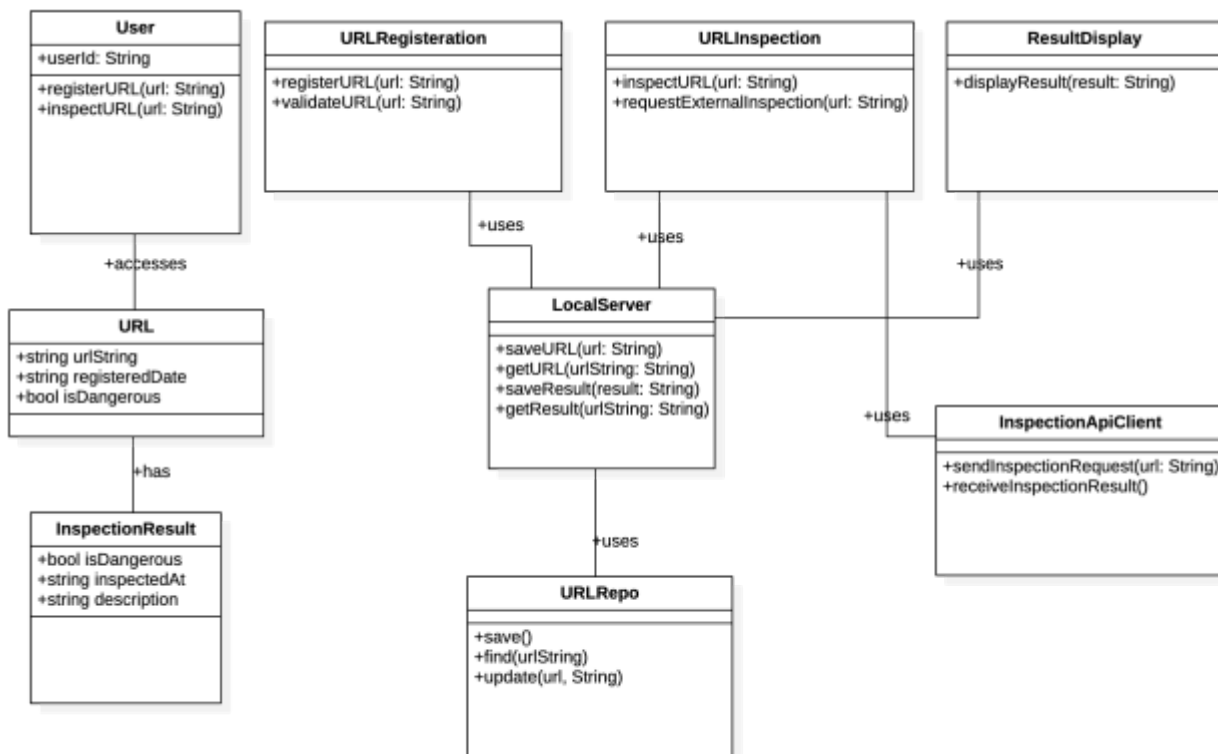 User
+userId: String
+registerURL(url: String)
+inspectURL(url: String)
URLRegisteration
+registerURL(url: String)
+validateURL(url: String)
URLInspection
+inspectURL(url: String)
+requestExternalInspection(url: String)
ResultDisplay
+displayResult(result: String)
+uses
+uses
+uses
+accesses
URL
+string urlString
+string registeredDate
+bool isDangerous
LocalServer
+saveURL(url: String)
+getURL(urlString: String)
+saveResult(result: String)
+getResult(urlString: String)
+uses
InspectionApiClient
+sendInspectionRequest(url: String)
+receiveInspectionResult()
+has
InspectionResult
+bool isDangerous
+string inspectedAt
+string description
+uses
URLRepo
+save()
+find(urlString)
+update(url, String)